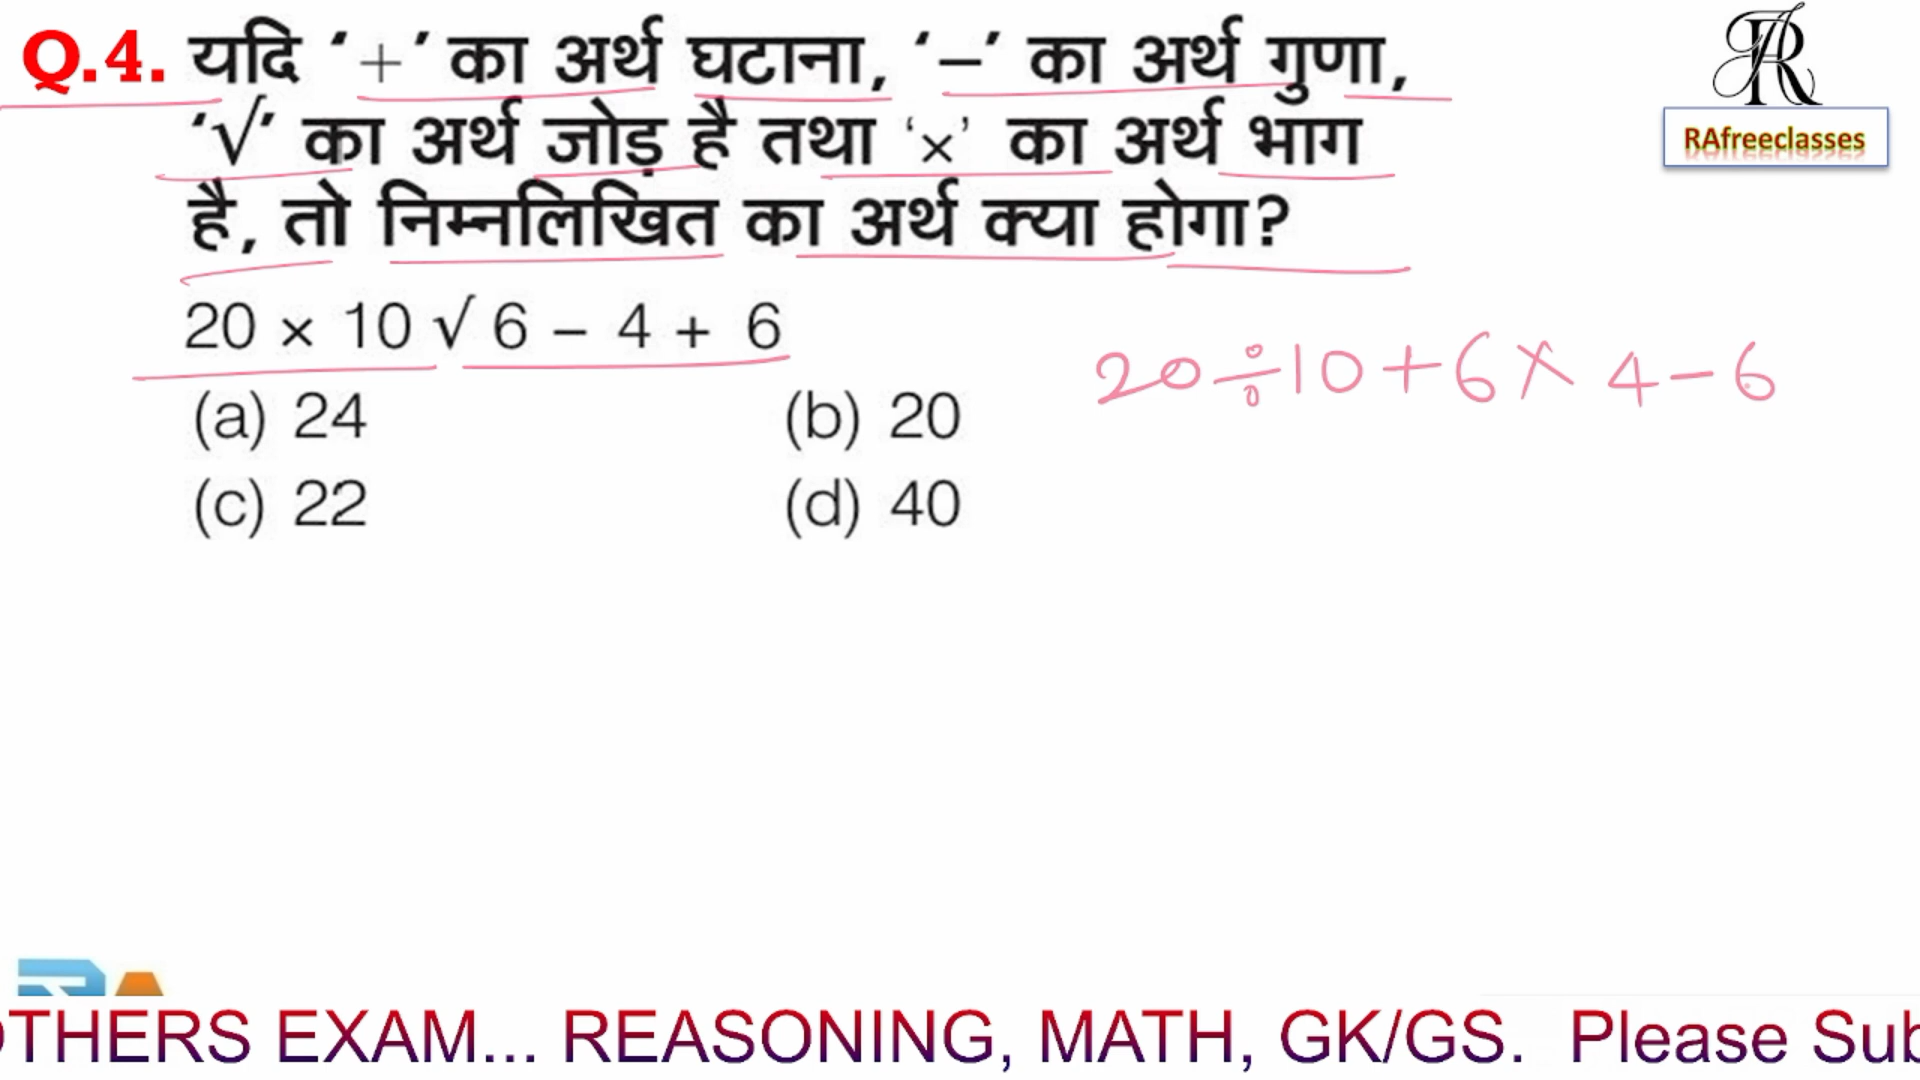 Q.4. यदि ‘+’ का अर्थ घटाना, ‘−’ का अर्थ गुणा,
‘√’ का अर्थ जोड़ है तथा ‘×’ का अर्थ भाग
है, तो निम्नलिखित का अर्थ क्या होगा?
20 × 10 √ 6 − 4 + 6
(a) 24 (b) 20
(c) 22 (d) 40
20 ÷ 10 + 6 × 4 − 6
RAfreeclasses
OTHERS EXAM... REASONING, MATH, GK/GS. Please Sub